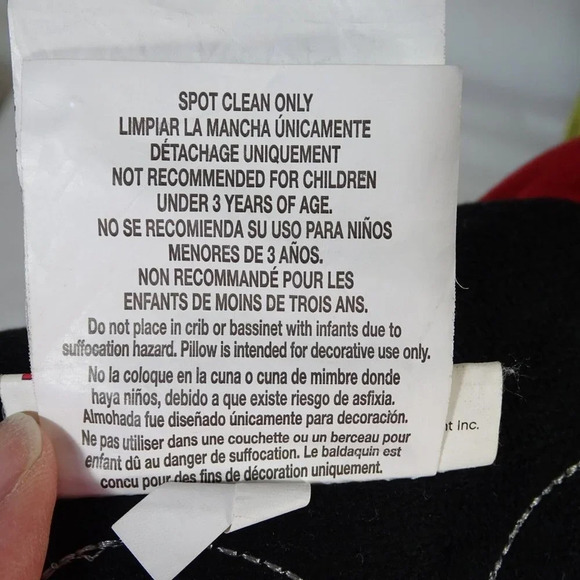 SPOT CLEAN ONLY
LIMPIAR LA MANCHA ÚNICAMENTE
DÉTACHAGE UNIQUEMENT
NOT RECOMMENDED FOR CHILDREN
UNDER 3 YEARS OF AGE.
NO SE RECOMIENDA SU USO PARA NIÑOS
MENORES DE 3 AÑOS.
NON RECOMMANDÉ POUR LES
ENFANTS DE MOINS DE TROIS ANS.
Do not place in crib or bassinet with infants due to
suffocation hazard. Pillow is intended for decorative use only.
No la coloque en la cuna o cuna de mimbre donde
haya niños, debido a que existe riesgo de asfixia.
Almohada fue diseñado únicamente para decoración.
Ne pas utiliser dans une couchette ou un berceau pour
enfant dû au danger de suffocation. Le baldaquin est
concu pour des fins de décoration uniquement.
Inc.